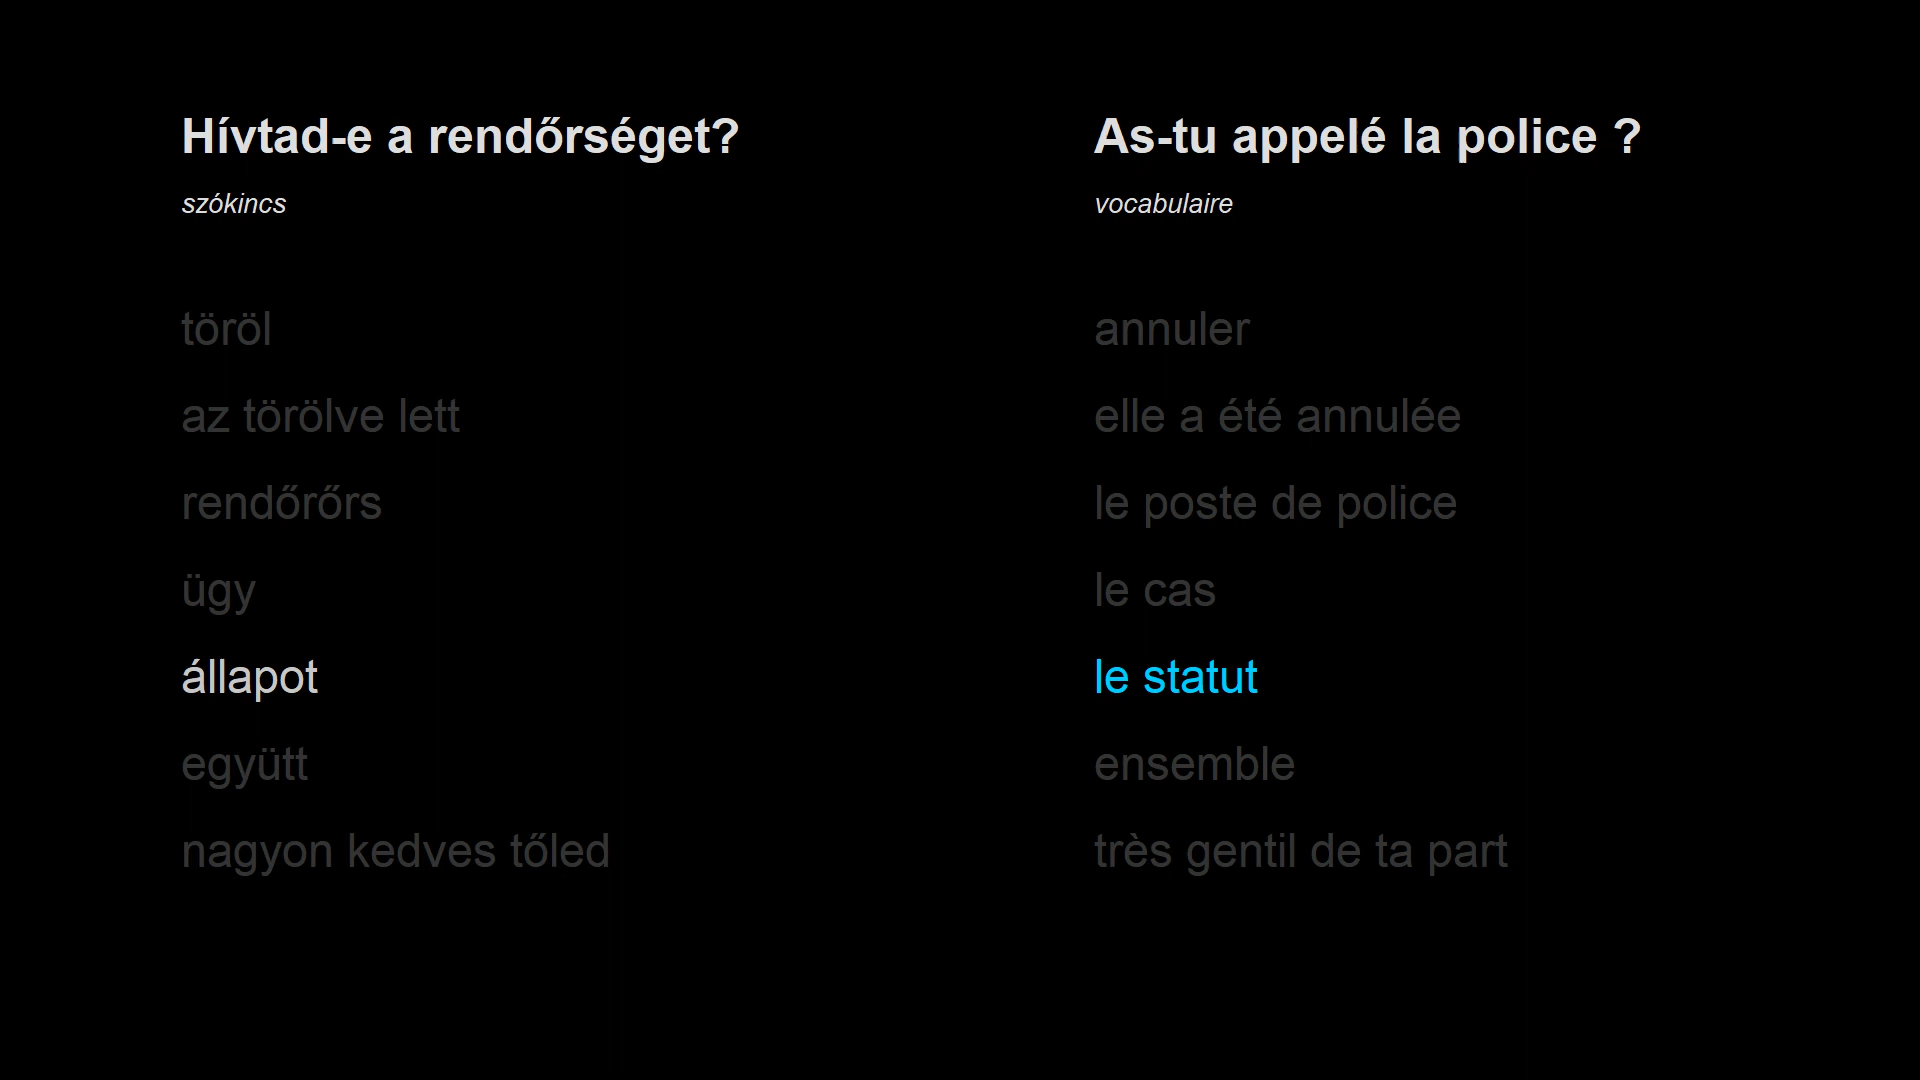 Hívtad-e a rendőrséget?
szókincs
töröl
az törölve lett
rendőrőrs
ügy
állapot
együtt
nagyon kedves tőled
As-tu appelé la police ?
vocabulaire
annuler
elle a été annulée
le poste de police
le cas
le statut
ensemble
très gentil de ta part